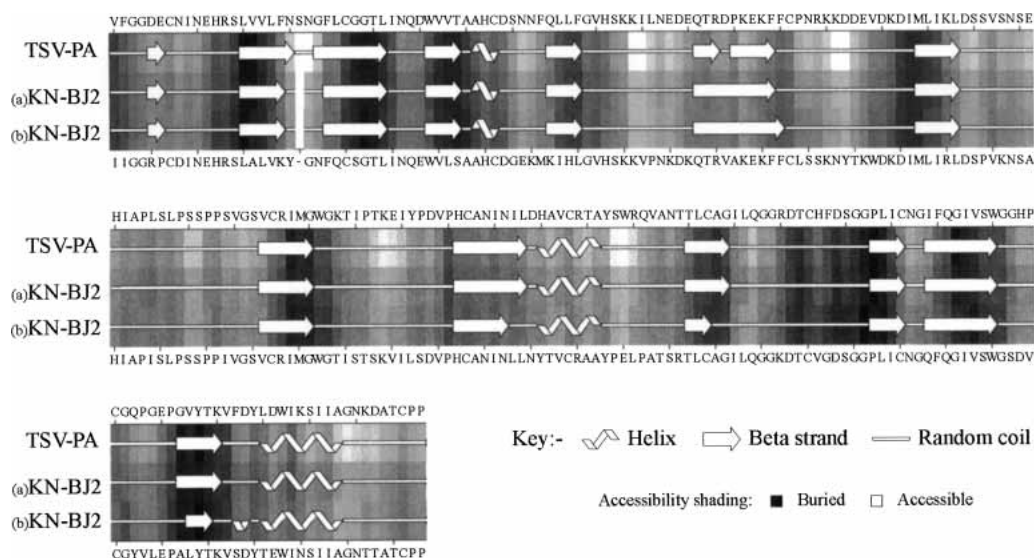 VFGGDECNINEHRSLVVLFNSNGFLCGGTLINQDWVVTAAHCDSNNFQLLFGVHSKKILNEDEQTRDPKEKFFCPNRKKDDEVDKDIMLIKLDSSVSNSE
TSV-PA
(a)KN-BJ2
(b)KN-BJ2
IIGGRPCDINEHRSLALVKY-GNFQCSGTLINQEWVLSAAHCDGEKMKIHLGVHSKKVPNKDKQTRVAKEKFFCLSSKNYTKWDKDIMLIRLDSPVKNSA
HIAPLSLPSSPPSVGSVCRIMGWGKTIPTKEIYPDVPHCANINILDHAVCRTAYSWRQVANTTLCAGILQGGRDTCHFDSGGPLICNGIFQGIVSWGGHP
TSV-PA
(a)KN-BJ2
(b)KN-BJ2
HIAPISLPSSPPIVGSVCRIMGWGTISTSKVILSDVPHCANINLLNYTVCRAAYPELPATSRTLCAGILQGGKDTCVGDSGGPLICNGQFQGIVSWGSDV
CGQPGEPGVYTKVFDYLDWIKSIIAGNKDATCPP
TSV-PA
(a)KN-BJ2
(b)KN-BJ2
CGYVLEPALYTKVSDYTEWINSIIAGNTTATCPP
Key:- Helix Beta strand Random coil
Accessibility shading: Buried Accessible